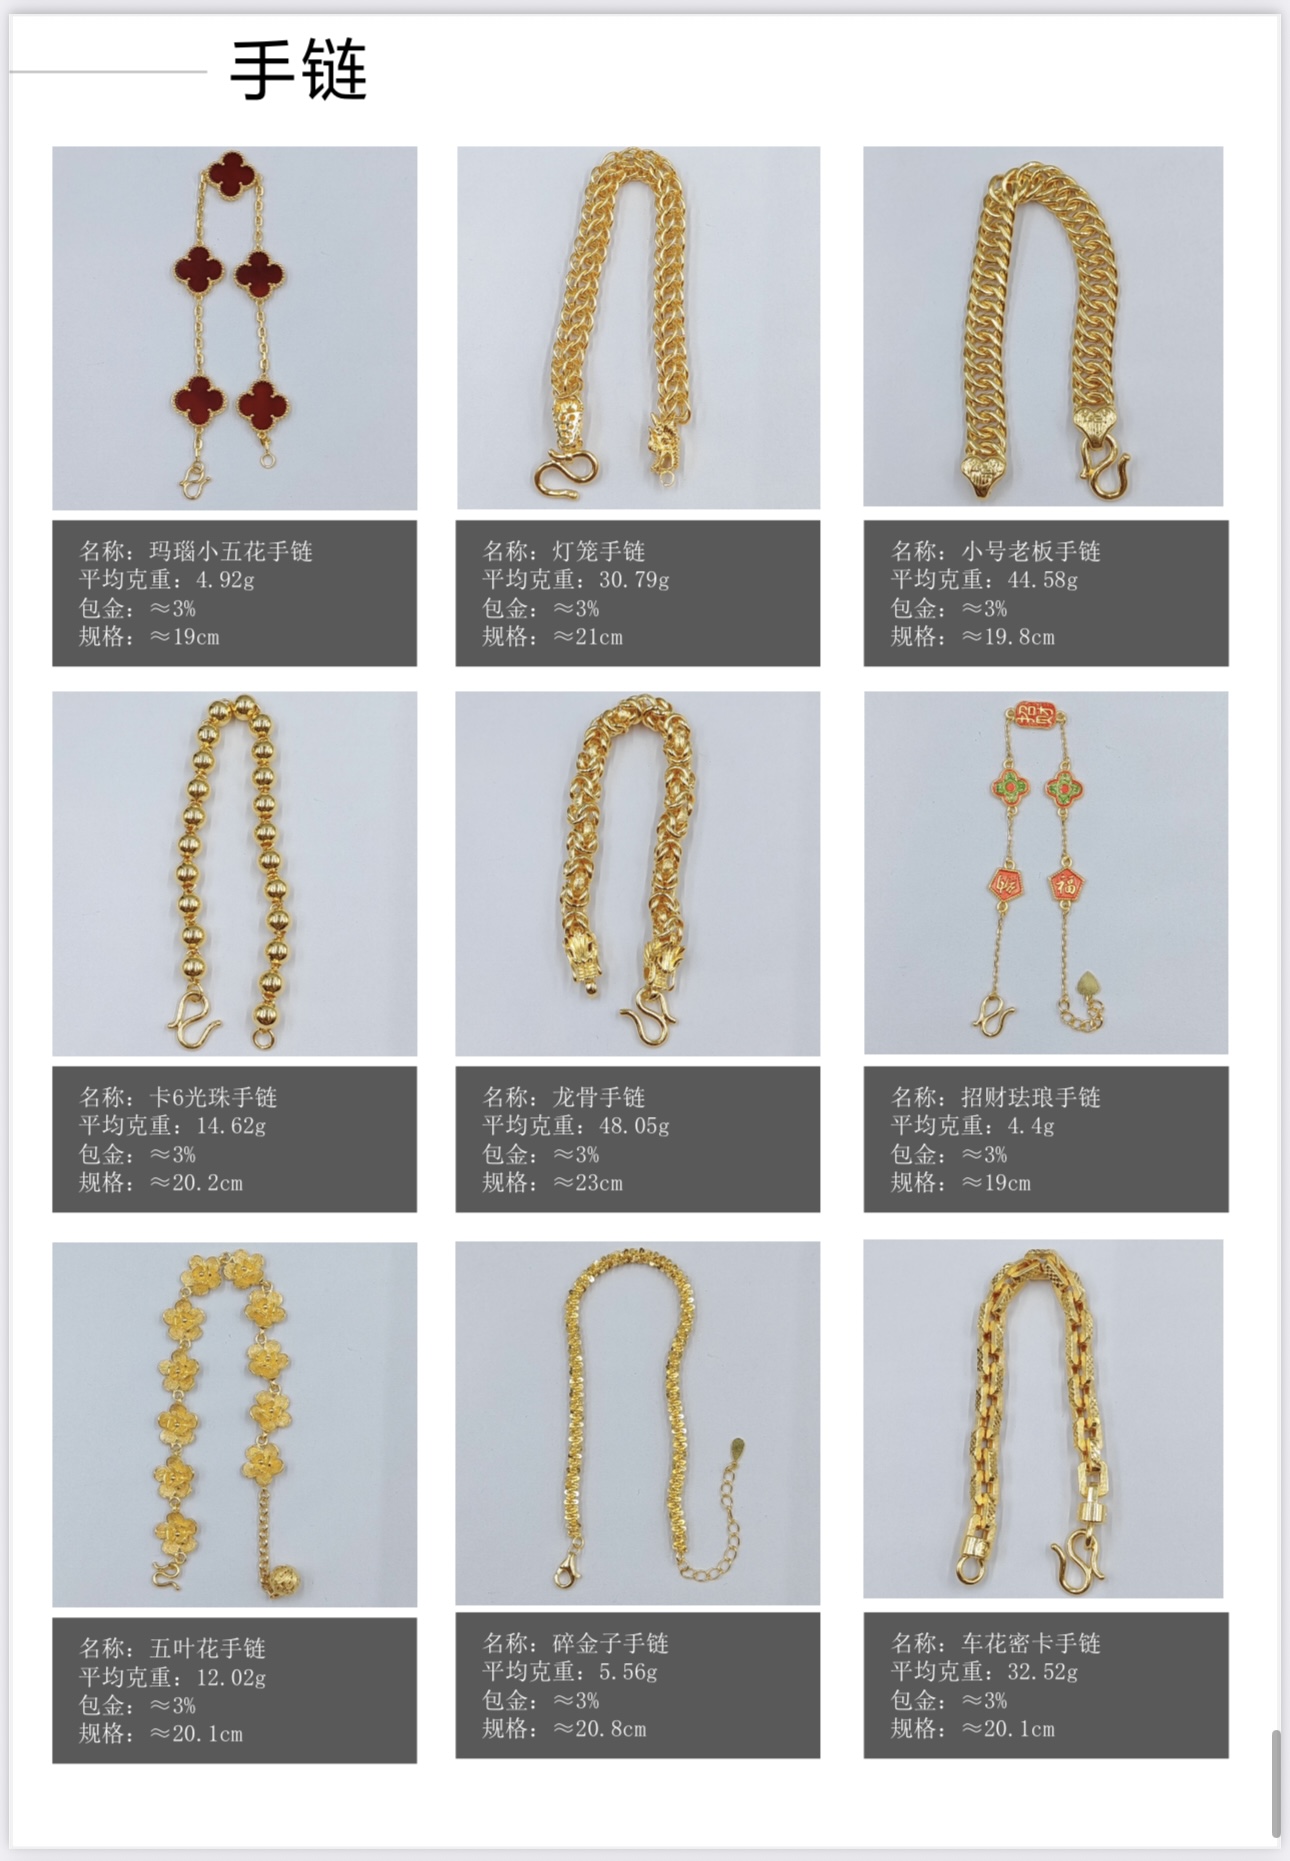 手链
名称：玛瑙小五花手链
平均克重：4.92g
包金：≈3%
规格：≈19cm
名称：灯笼手链
平均克重：30.79g
包金：≈3%
规格：≈21cm
名称：小号老板手链
平均克重：44.58g
包金：≈3%
规格：≈19.8cm
福
名称：卡6光珠手链
平均克重：14.62g
包金：≈3%
规格：≈20.2cm
名称：龙骨手链
平均克重：48.05g
包金：≈3%
规格：≈23cm
名称：招财珐琅手链
平均克重：4.4g
包金：≈3%
规格：≈19cm
名称：五叶花手链
平均克重：12.02g
包金：≈3%
规格：≈20.1cm
名称：碎金子手链
平均克重：5.56g
包金：≈3%
规格：≈20.8cm
名称：车花密卡手链
平均克重：32.52g
包金：≈3%
规格：≈20.1cm